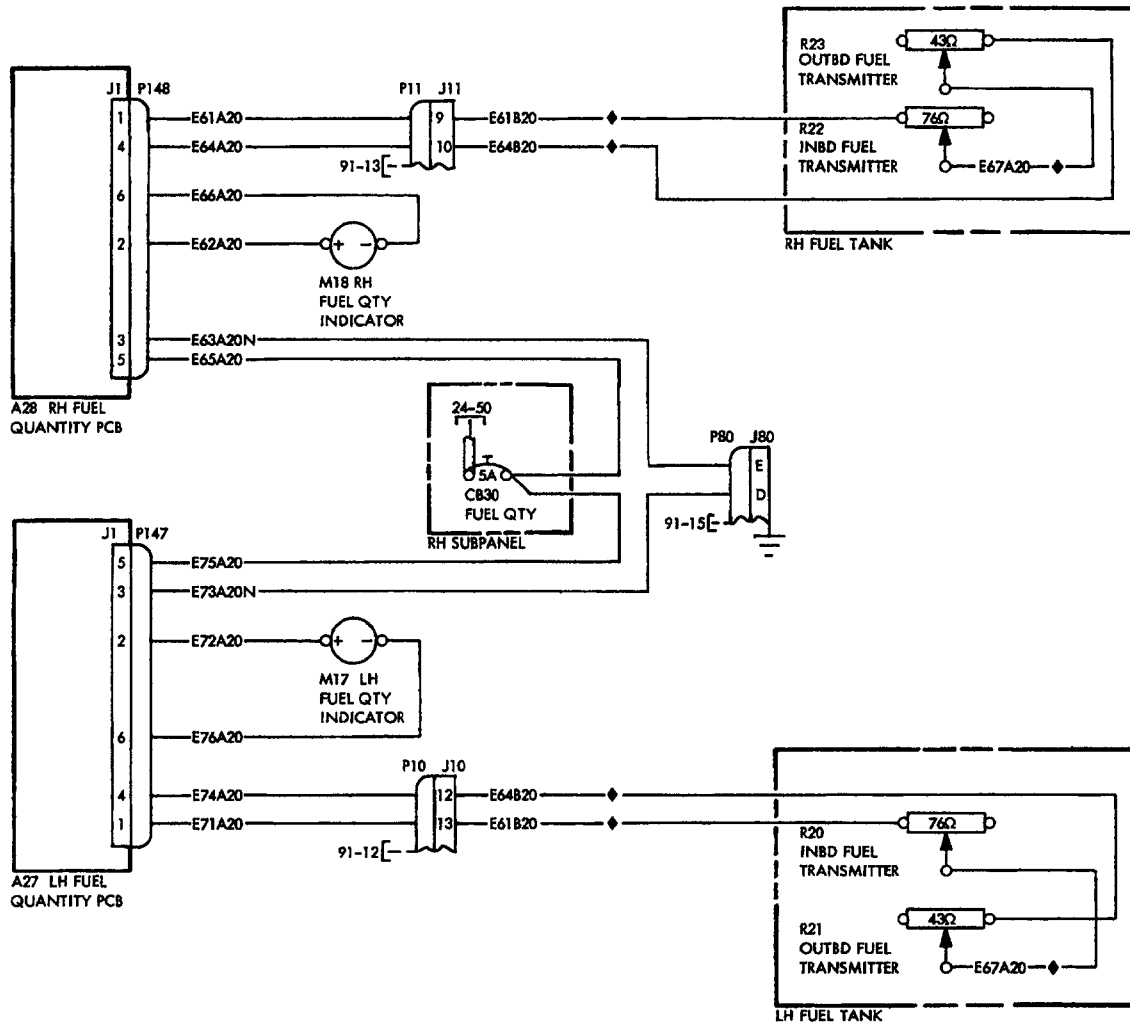 R23
OUTBD FUEL
TRANSMITTER
43Ω
J1 P148
P11 J11
1 E61A20 9 E61B20
R22
INBD FUEL
TRANSMITTER
76Ω
4 E64A20 10 E64B20
91-13
E67A20
6 E66A20
2 E62A20 + -
RH FUEL TANK
M18 RH
FUEL QTY
INDICATOR
3 E63A20N
5 E65A20
A28 RH FUEL
QUANTITY PCB
24-50
5A
CB30
FUEL QTY
RH SUBPANEL
P80 J80
E
D
91-15
J1 P147
5 E75A20
3 E73A20N
2 E72A20 + -
M17 LH
FUEL QTY
INDICATOR
6 E76A20
P10 J10
4 E74A20 12 E64B20
1 E71A20 13 E61B20
91-12
A27 LH FUEL
QUANTITY PCB
R20
INBD FUEL
TRANSMITTER
76Ω
R21
OUTBD FUEL
TRANSMITTER
43Ω
E67A20
LH FUEL TANK